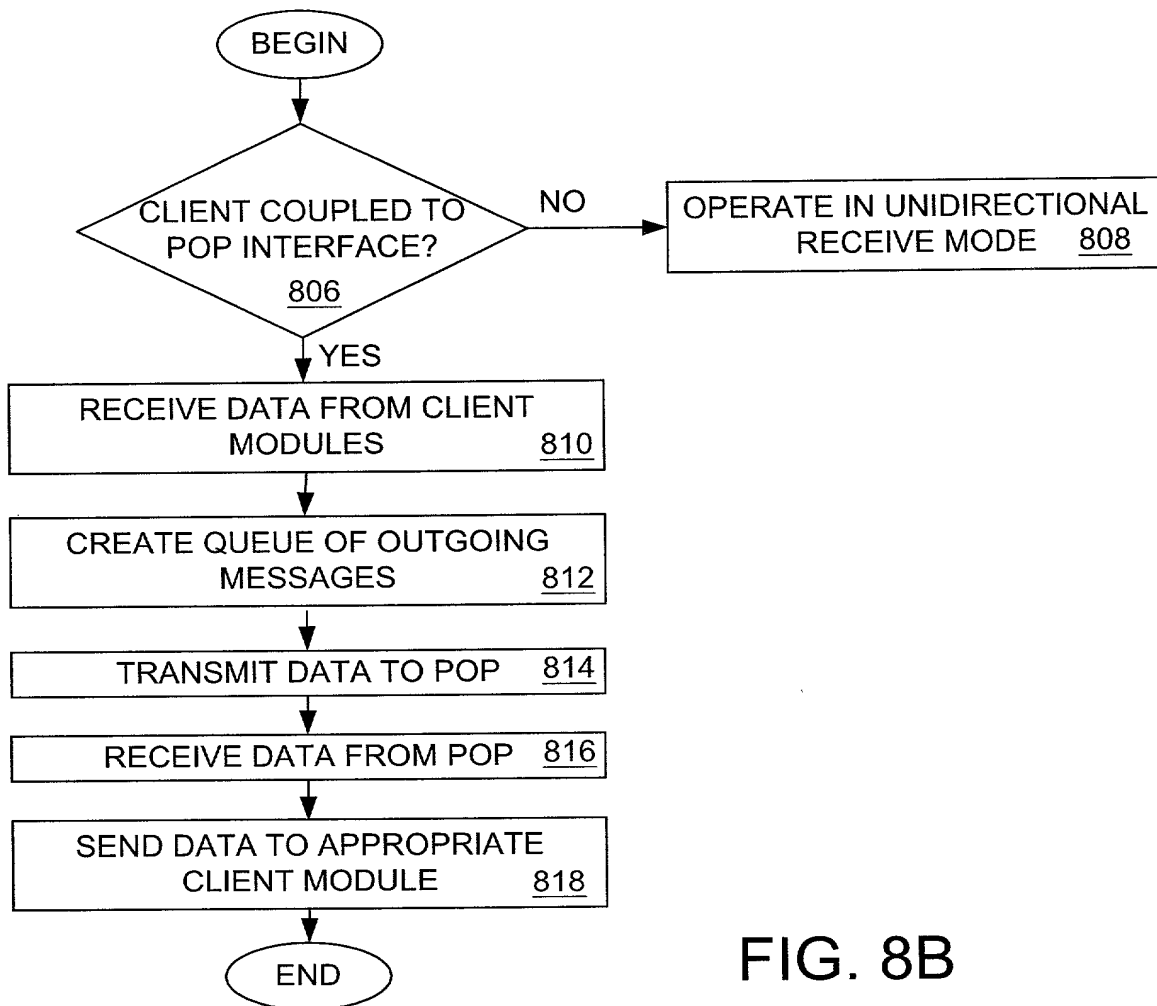 BEGIN
CLIENT COUPLED TO
POP INTERFACE?
806
NO
OPERATE IN UNIDIRECTIONAL
RECEIVE MODE 808
YES
RECEIVE DATA FROM CLIENT
MODULES 810
CREATE QUEUE OF OUTGOING
MESSAGES 812
TRANSMIT DATA TO POP 814
RECEIVE DATA FROM POP 816
SEND DATA TO APPROPRIATE
CLIENT MODULE 818
END
FIG. 8B